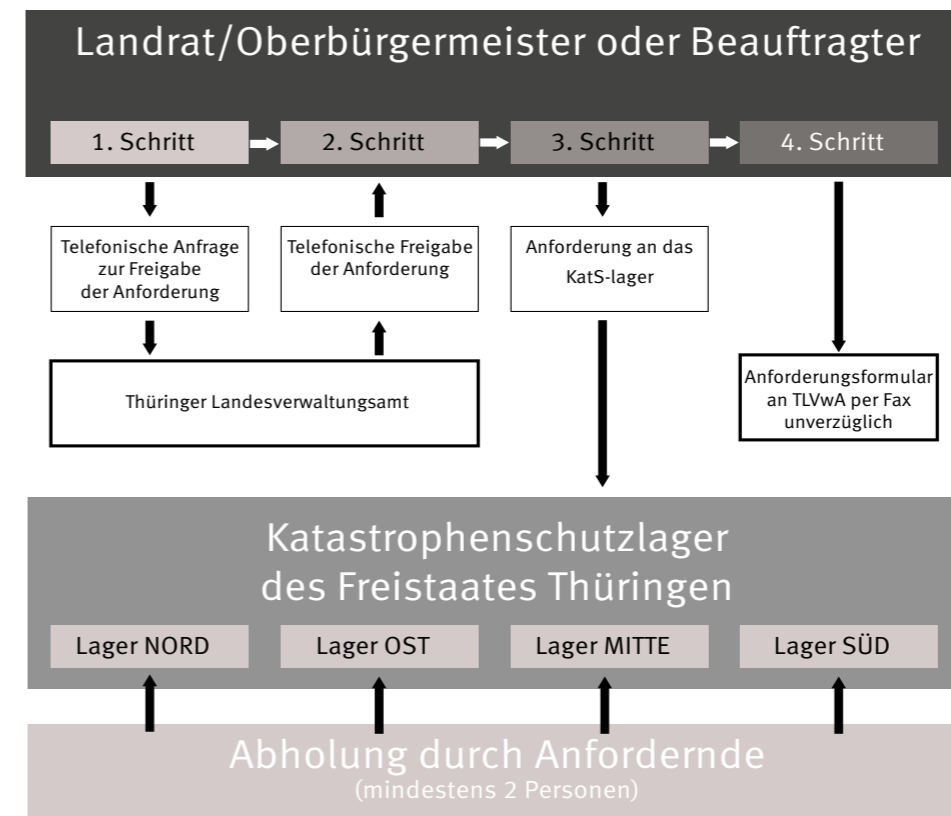 Landrat/Oberbürgermeister oder Beauftragter
1. Schritt
2. Schritt
3. Schritt
4. Schritt
Telefonische Anfrage
zur Freigabe
der Anforderung
Telefonische Freigabe
der Anforderung
Anforderung an das
KatS-lager
Thüringer Landesverwaltungsamt
Anforderungsformular
an TLVwA per Fax
unverzüglich
Katastrophenschutzlager
des Freistaates Thüringen
Lager NORD
Lager OST
Lager MITTE
Lager SÜD
Abholung durch Anfordernde
(mindestens 2 Personen)